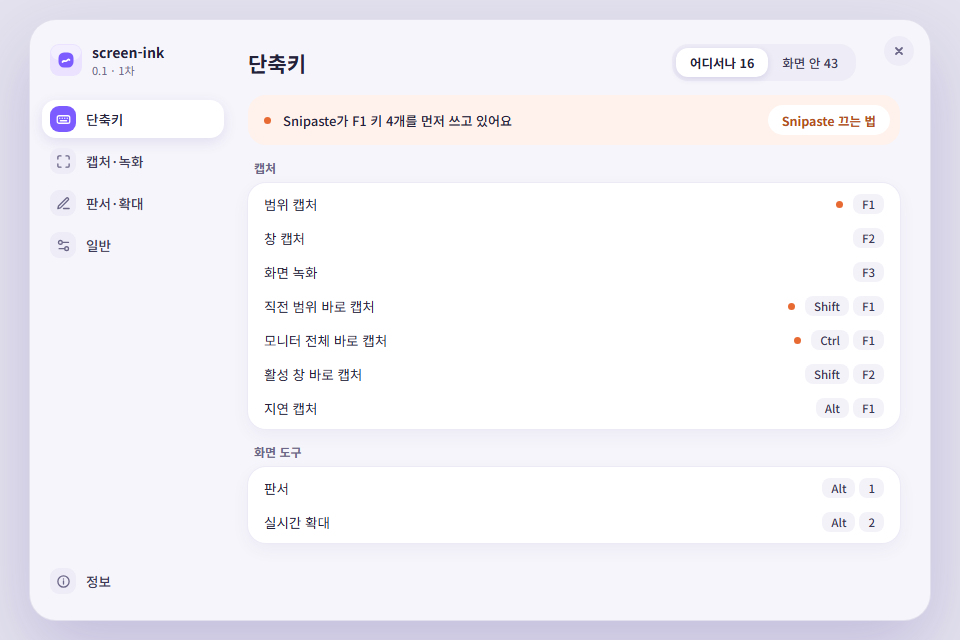 screen-ink
0.1 · 1차
단축키
캡처·녹화
판서·확대
일반
정보
단축키
어디서나 16
화면 안 43
Snipaste가 F1 키 4개를 먼저 쓰고 있어요
Snipaste 끄는 법
캡처
범위 캡처 F1
창 캡처 F2
화면 녹화 F3
직전 범위 바로 캡처 Shift F1
모니터 전체 바로 캡처 Ctrl F1
활성 창 바로 캡처 Shift F2
지연 캡처 Alt F1
화면 도구
판서 Alt 1
실시간 확대 Alt 2